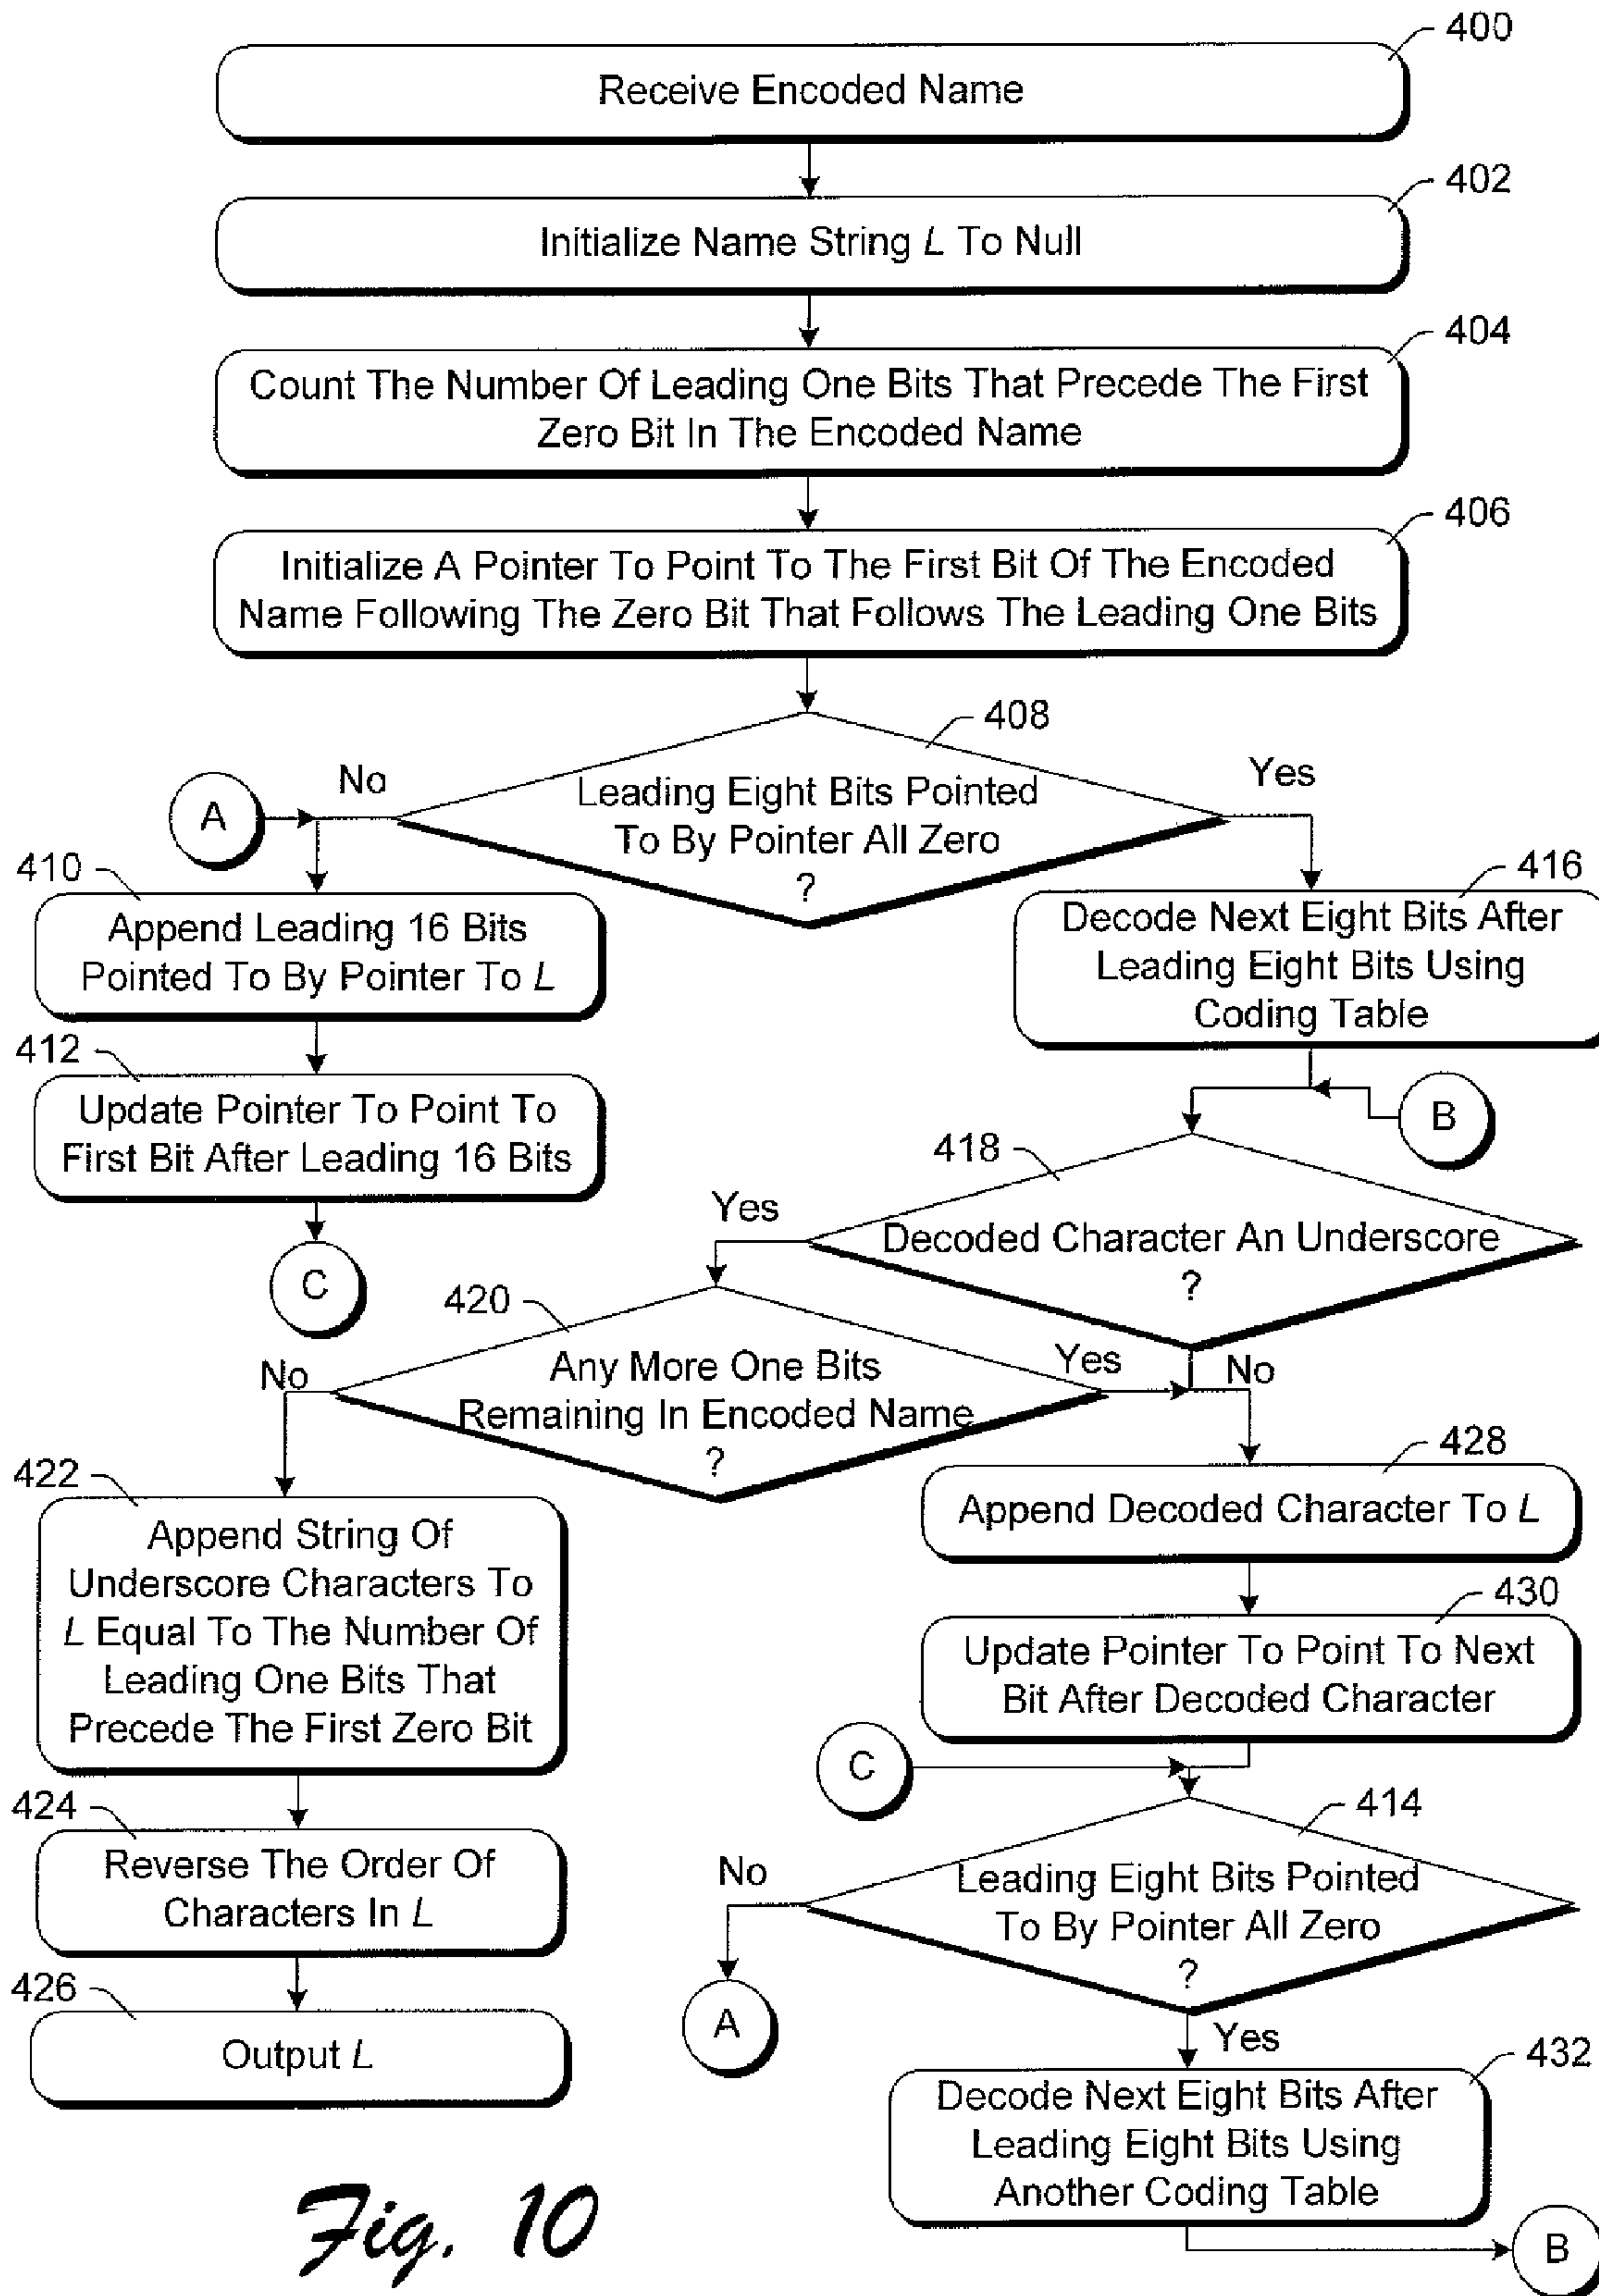 400
Receive Encoded Name
402
Initialize Name String L To Null
404
Count The Number Of Leading One Bits That Precede The First
Zero Bit In The Encoded Name
406
Initialize A Pointer To Point To The First Bit Of The Encoded
Name Following The Zero Bit That Follows The Leading One Bits
408
No
Yes
A
Leading Eight Bits Pointed
To By Pointer All Zero
?
410
Append Leading 16 Bits
Pointed To By Pointer To L
416
Decode Next Eight Bits After
Leading Eight Bits Using
Coding Table
412
Update Pointer To Point To
First Bit After Leading 16 Bits
C
B
418
Yes
Decoded Character An Underscore
?
No
420
Any More One Bits
Remaining In Encoded Name
?
No
Yes
422
Append String Of
Underscore Characters To
L Equal To The Number Of
Leading One Bits That
Precede The First Zero Bit
428
Append Decoded Character To L
430
Update Pointer To Point To Next
Bit After Decoded Character
C
424
Reverse The Order Of
Characters In L
414
No
Leading Eight Bits Pointed
To By Pointer All Zero
?
A
Yes
426
Output L
432
Decode Next Eight Bits After
Leading Eight Bits Using
Another Coding Table
B
Fig. 10